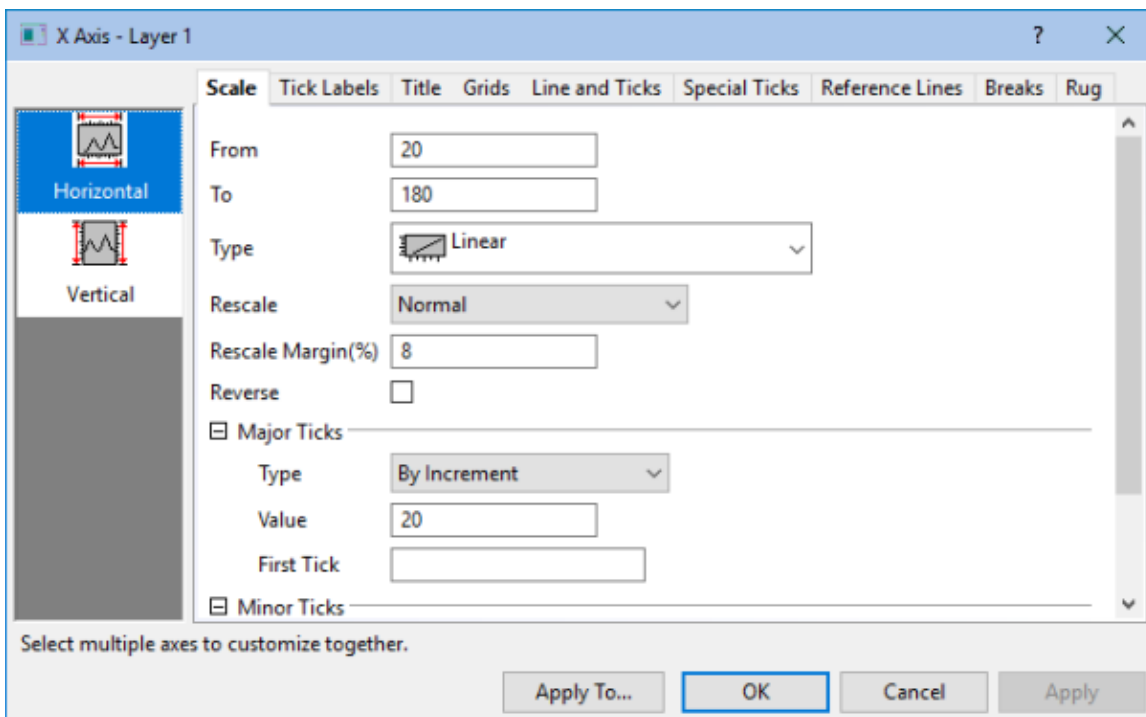 X Axis - Layer 1 ?
Scale Tick Labels Title Grids Line and Ticks Special Ticks Reference Lines Breaks Rug
Horizontal
Vertical
From 20
To 180
Type Linear
Rescale Normal
Rescale Margin(%) 8
Reverse
Major Ticks
Type By Increment
Value 20
First Tick
Minor Ticks
Select multiple axes to customize together.
Apply To... OK Cancel Apply